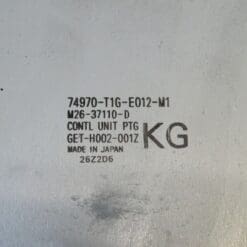 74970-T1G-E012-M1
M26-37110-D
CONTL UNIT PTG
GET-H002-001Z KG
MADE IN JAPAN
26Z2D6